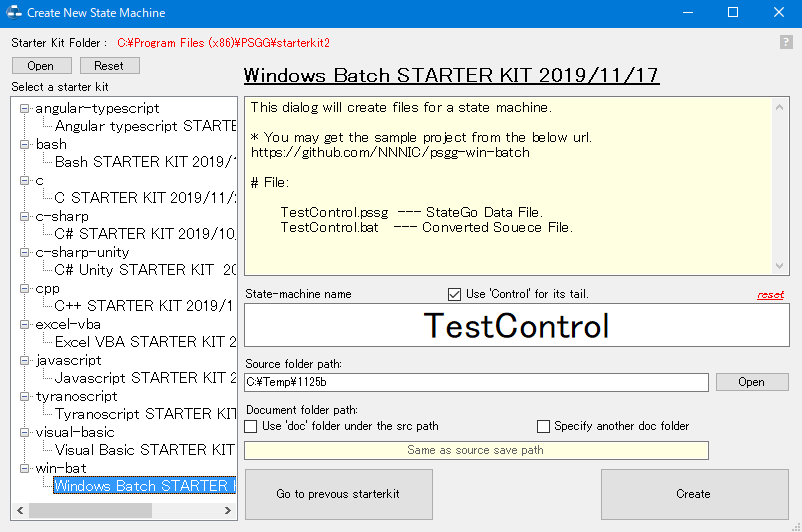 Create New State Machine
Starter Kit Folder : C:¥Program Files (x86)¥PSGG¥starterkit2
?
Open
Reset
Select a starter kit
angular-typescript
Angular typescript STARTE
bash
Bash STARTER KIT 2019/1
c
C STARTER KIT 2019/11/2
c-sharp
C# STARTER KIT 2019/10/
c-sharp-unity
C# Unity STARTER KIT 20
cpp
C++ STARTER KIT 2019/1
excel-vba
Excel VBA STARTER KIT 2
javascript
Javascript STARTER KIT 2
tyranoscript
Tyranoscript STARTER KIT
visual-basic
Visual Basic STARTER KIT
win-bat
Windows Batch STARTER
Windows Batch STARTER KIT 2019/11/17
This dialog will create files for a state machine.
* You may get the sample project from the below url.
https://github.com/NNNIC/psgg-win-batch
# File:
TestControl.pssg --- StateGo Data File.
TestControl.bat --- Converted Souece File.
State-machine name
Use 'Control' for its tail.
reset
TestControl
Source folder path:
C:¥Temp¥1125b
Open
Document folder path:
Use 'doc' folder under the src path
Specify another doc folder
Same as source save path
Go to prevous starterkit
Create